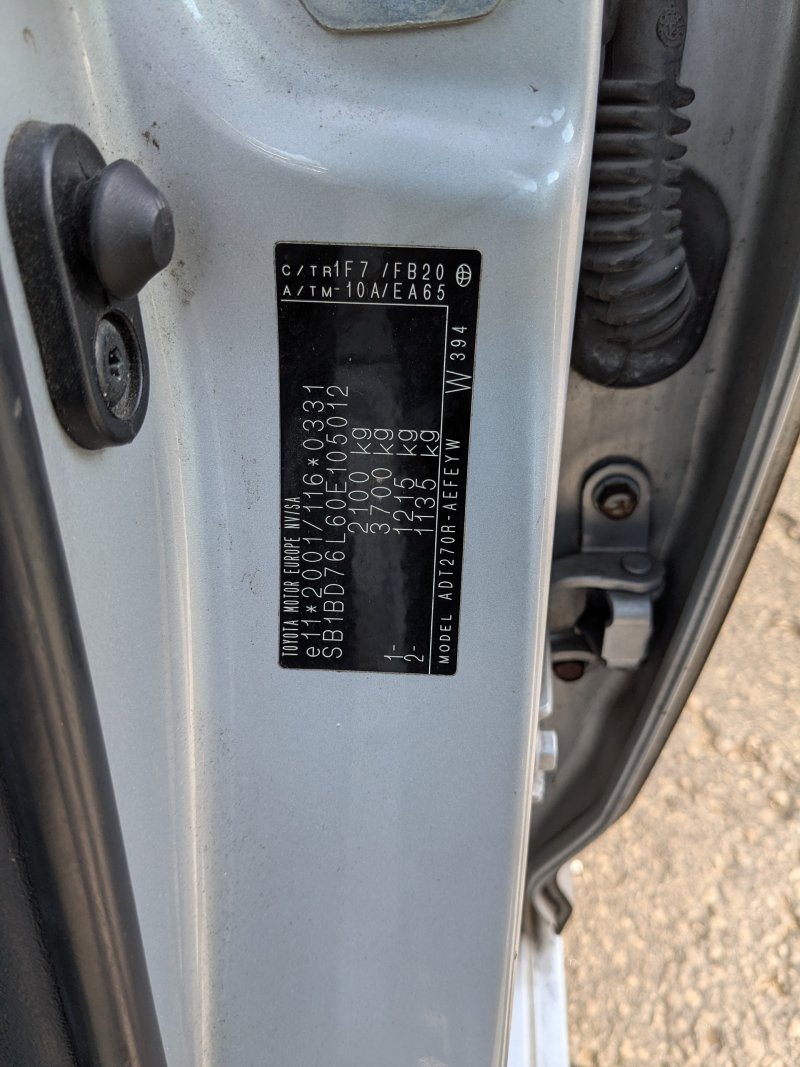 TOYOTA MOTOR EUROPE NV/SA
e11*2001/116*0331
SB1BD76L60E105012
2100 kg
3700 kg
1- 1215 kg
2- 1135 kg
MODEL ADT270R-AEFEYW W 394
C/TR 1F7 /FB20
A/TM -10A/EA65